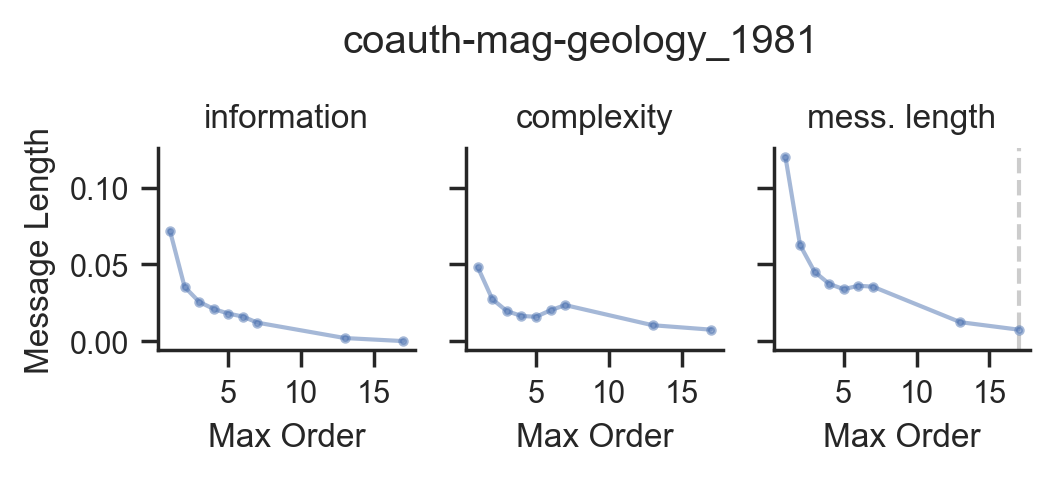 coauth-mag-geology_1981
information complexity mess. length
Message Length
0.10
0.05
0.00
5 10 15 5 10 15 5 10 15
Max Order Max Order Max Order